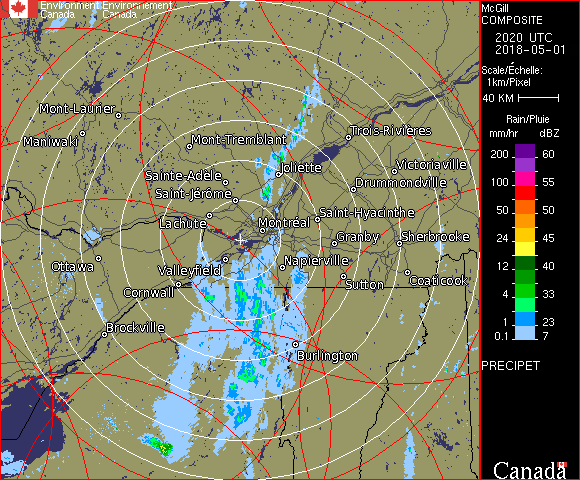 Environment Environnement
Canada Canada
McGill
COMPOSITE
2020 UTC
2018-05-01
Scale/Échelle:
1km/Pixel
40 KM
Rain/Pluie
mm/hr dBZ
200 60
150 57
100 55
50 50
24 45
12 40
4 33
1 23
0.1 7
PRECIPET
Canada
Mont-Laurier
Maniwaki
Mont-Tremblant
Trois-Rivières
Victoriaville
Joliette
Sainte-Adèle
Drummondville
Saint-Jérôme
Saint-Hyacinthe
Lachute
Montréal
Granby
Sherbrooke
Ottawa
Valleyfield
Napierville
Cornwall
Sutton
Coaticook
Brockville
Burlington